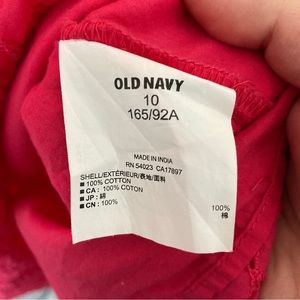 OLD NAVY
10
165/92A
MADE IN INDIA
RN 54023 CA17897
SHELL/EXTÉRIEUR/表地/面料
■ 100% COTTON
■ CA : 100% COTON
■ JP : 綿
■ CN : 100%
100%
棉